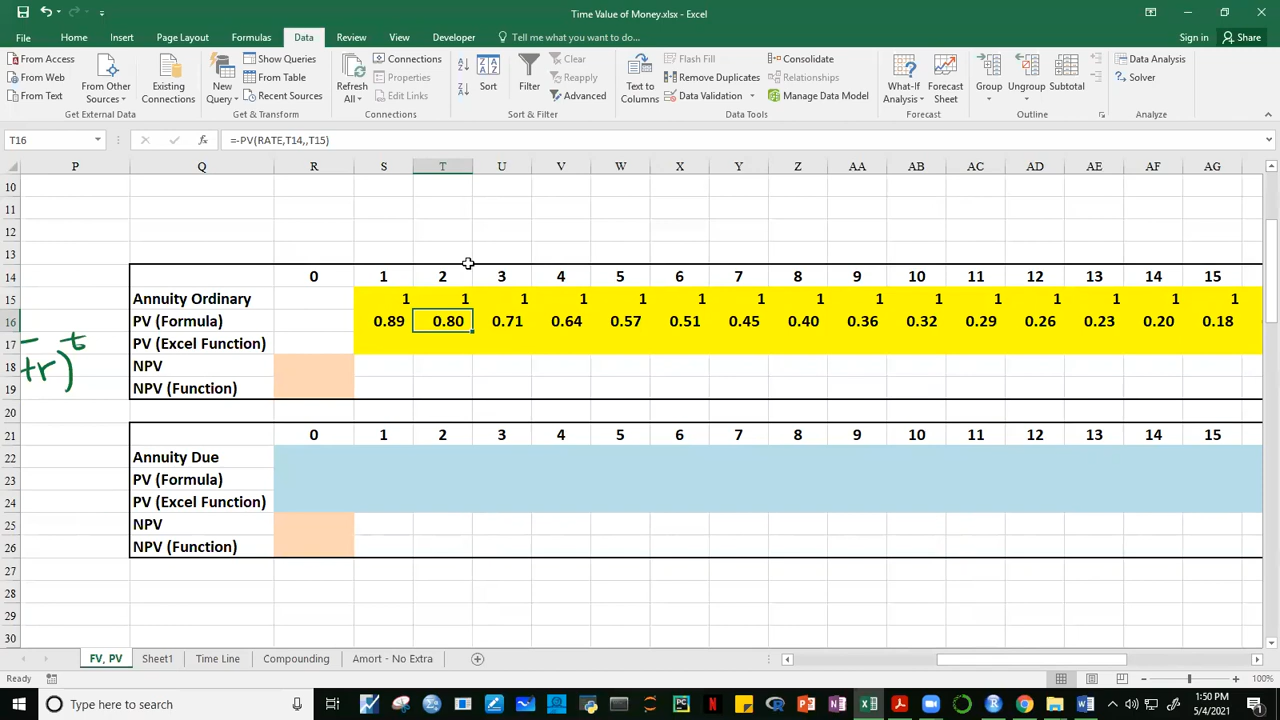 Time Value of Money.xlsx - Excel
File Home Insert Page Layout Formulas Data Review View Developer Tell me what you want to do... Sign in Share
From Access
From Web
From Text
From Other Sources
Existing Connections
New Query
Show Queries
From Table
Recent Sources
Refresh All
Connections
Properties
Edit Links
Sort
Filter
Clear
Reapply
Advanced
Text to Columns
Flash Fill
Remove Duplicates
Data Validation
Consolidate
Relationships
Manage Data Model
What-If Analysis
Forecast Sheet
Group
Ungroup
Subtotal
Data Analysis
Solver
Get External Data Get & Transform Connections Sort & Filter Data Tools Forecast Outline Analyze
T16 fx =-PV(RATE,T14,,T15)
P Q R S T U V W X Y Z AA AB AC AD AE AF AG
10
11
12
13
14 0 1 2 3 4 5 6 7 8 9 10 11 12 13 14 15
15 Annuity Ordinary 1 1 1 1 1 1 1 1 1 1 1 1 1 1 1
16 PV (Formula) 0.89 0.80 0.71 0.64 0.57 0.51 0.45 0.40 0.36 0.32 0.29 0.26 0.23 0.20 0.18
17 PV (Excel Function)
18 NPV
19 NPV (Function)
+r)^t
20
21 0 1 2 3 4 5 6 7 8 9 10 11 12 13 14 15
22 Annuity Due
23 PV (Formula)
24 PV (Excel Function)
25 NPV
26 NPV (Function)
27
28
29
30
FV, PV Sheet1 Time Line Compounding Amort - No Extra
Ready 100%
Type here to search 1:50 PM
5/4/2021